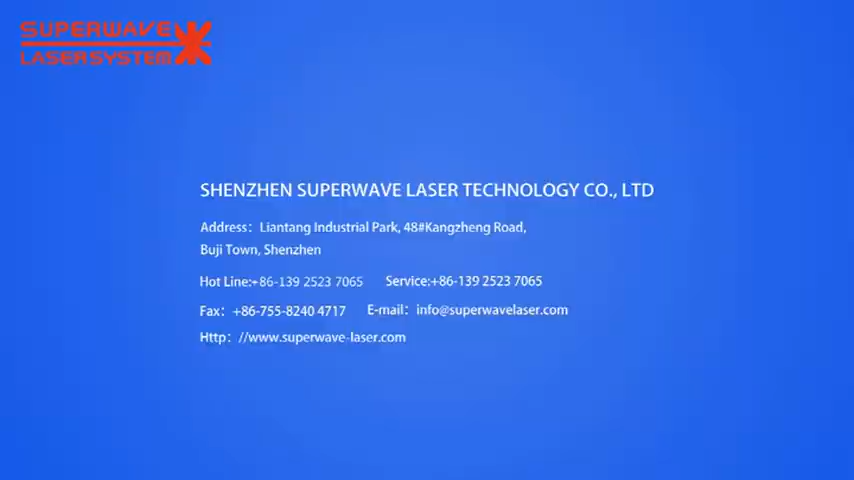 SUPERWAVE
LASER SYSTEM
SHENZHEN SUPERWAVE LASER TECHNOLOGY CO., LTD
Address：Liantang Industrial Park, 48#Kangzheng Road,
Buji Town, Shenzhen
Hot Line:+86-139 2523 7065 Service:+86-139 2523 7065
Fax：+86-755-8240 4717 E-mail：info@superwavelaser.com
Http：//www.superwave-laser.com